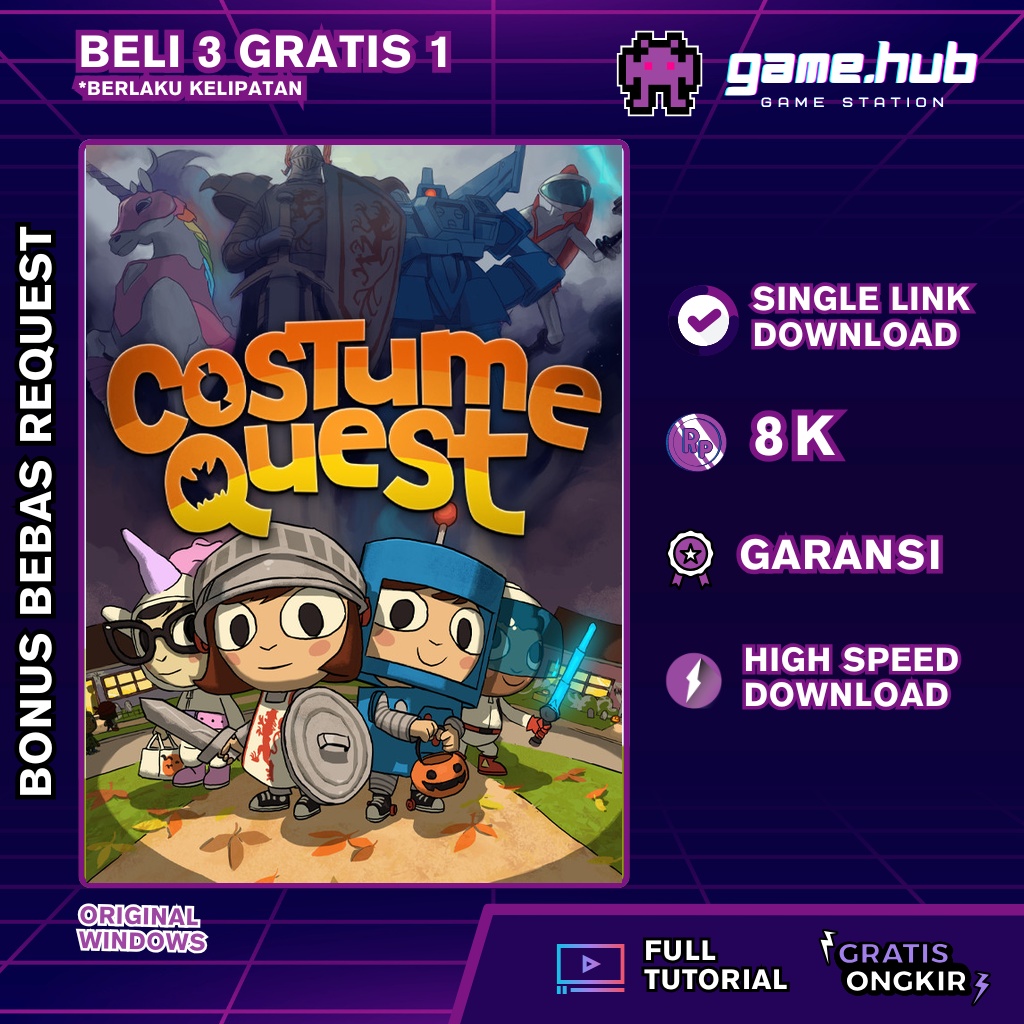 BELI 3 GRATIS 1
*BERLAKU KELIPATAN
game.hub
GAME STATION
BONUS BEBAS REQUEST
COSTUME
QUEST
SINGLE LINK
DOWNLOAD
Rp
8K
GARANSI
HIGH SPEED
DOWNLOAD
ORIGINAL
WINDOWS
FULL
TUTORIAL
GRATIS
ONGKIR